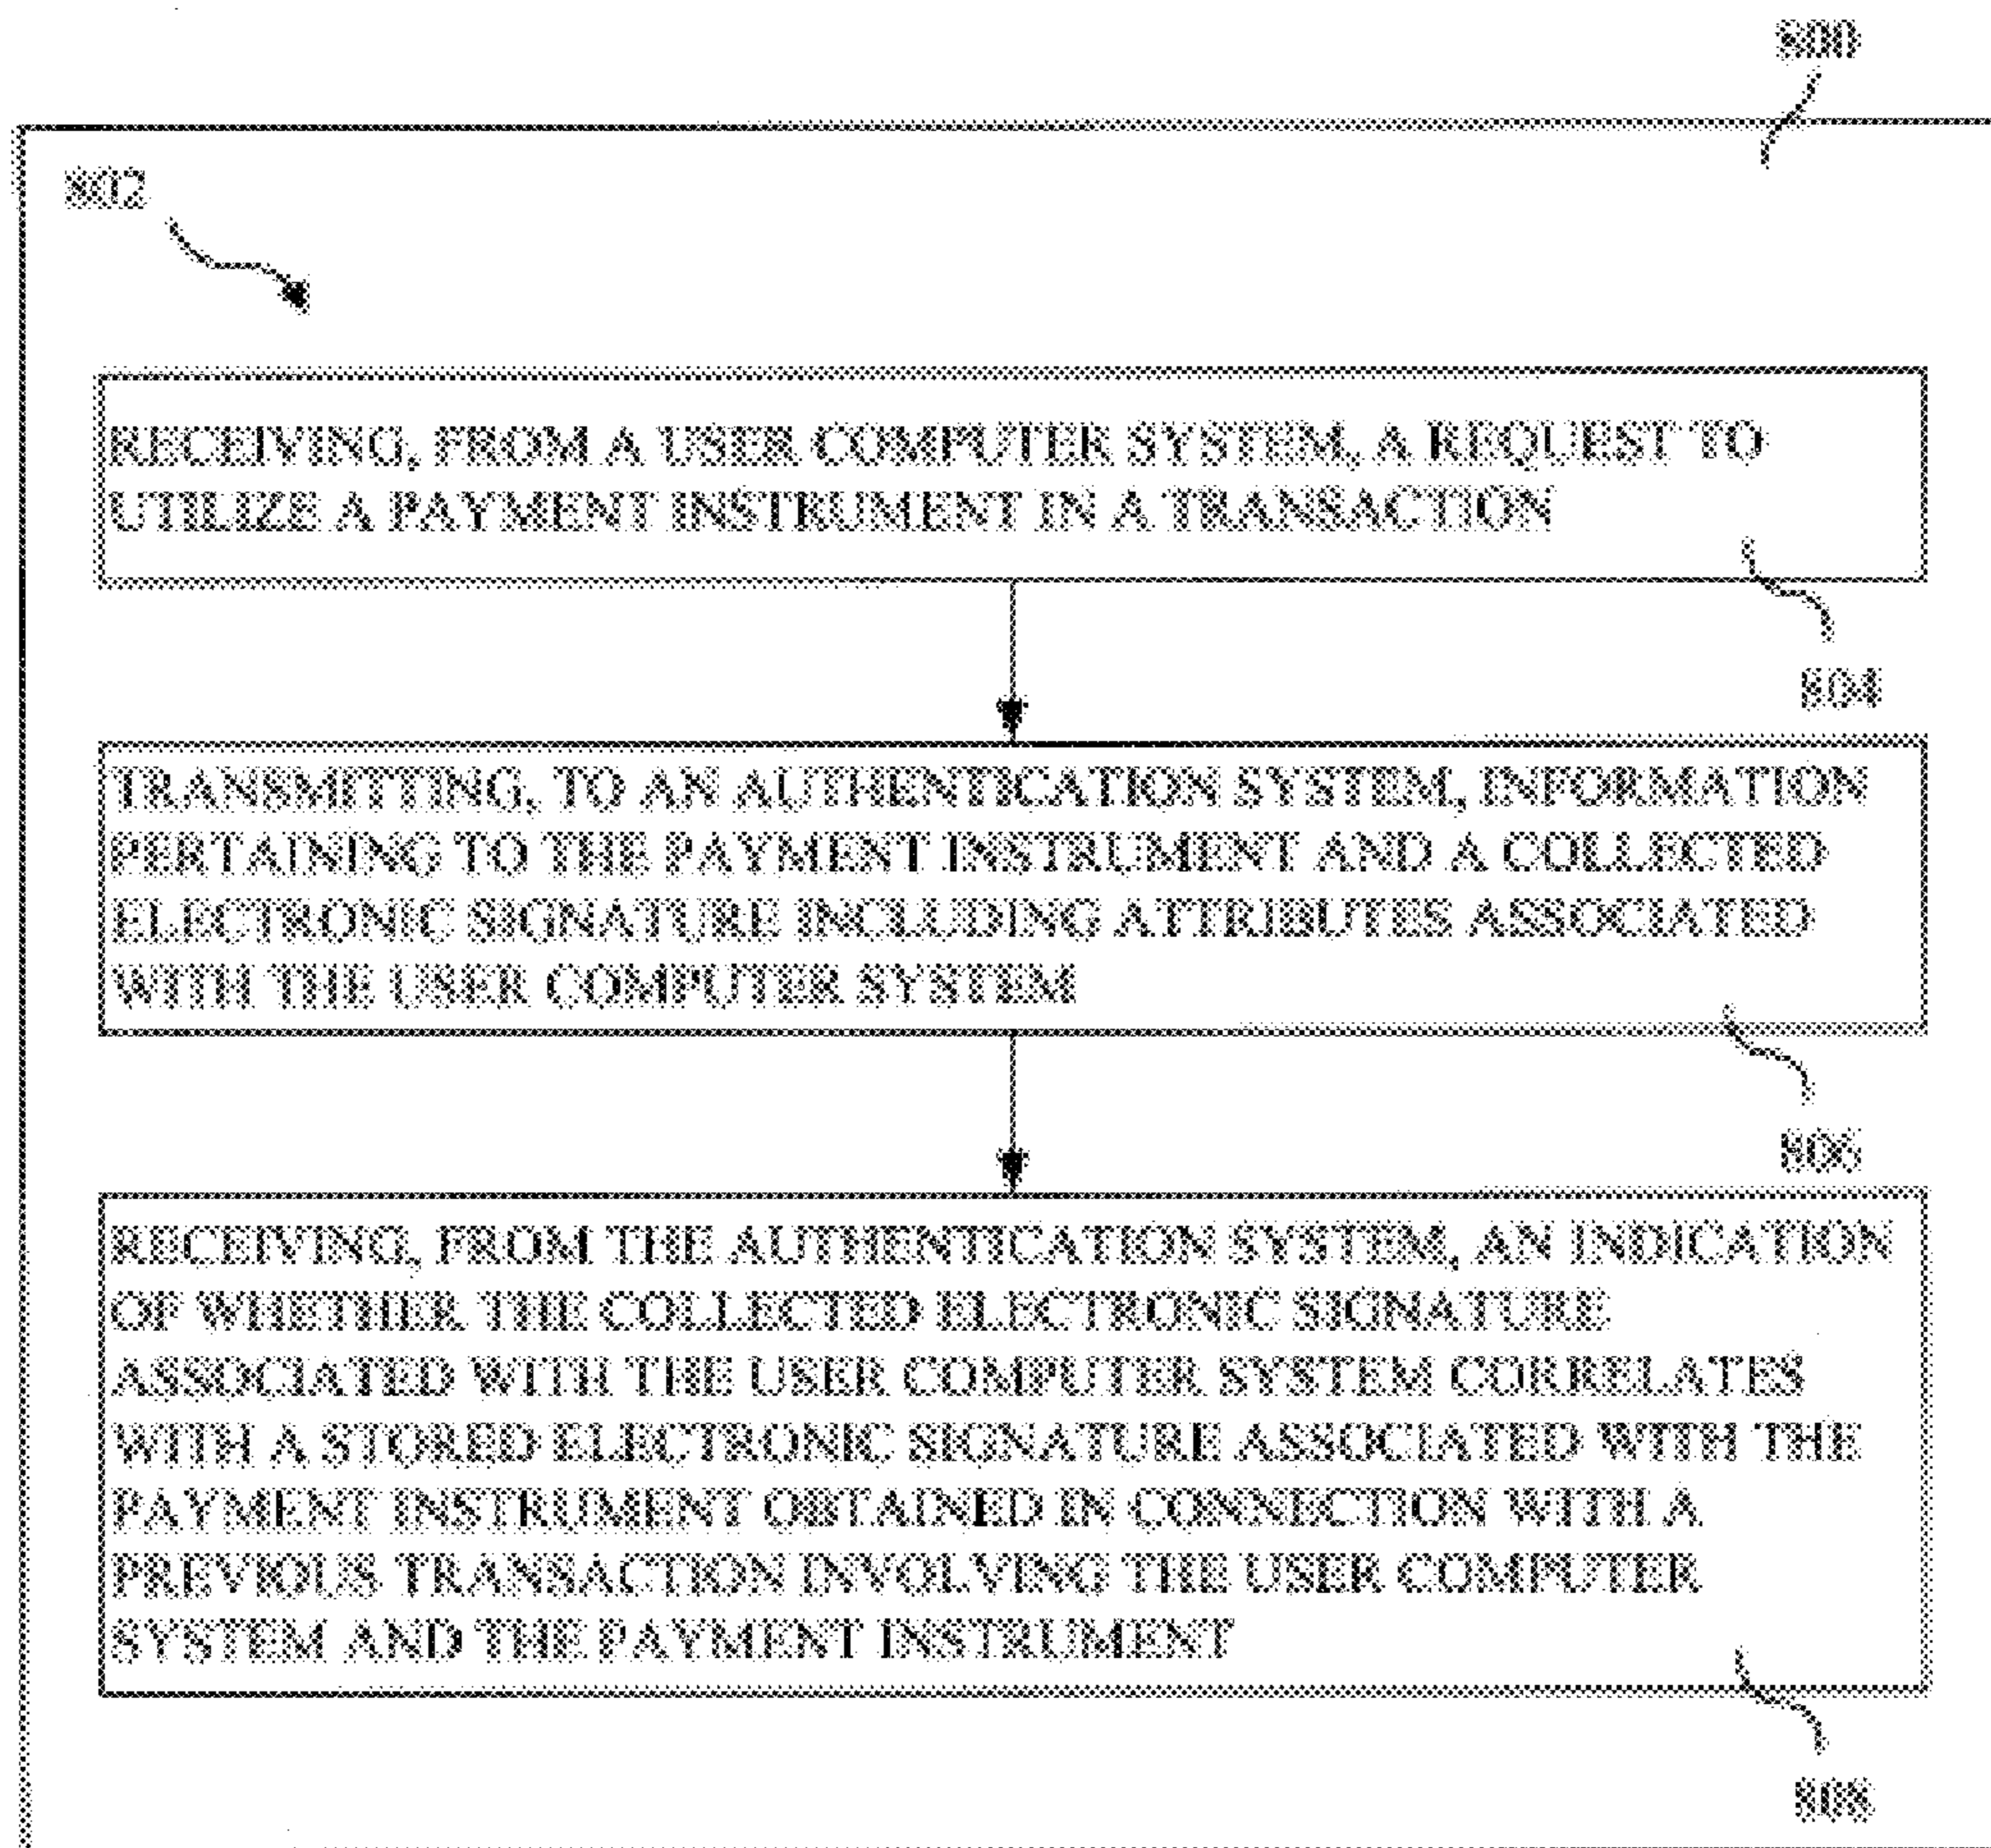 800
802
RECEIVING, FROM A USER COMPUTER SYSTEM, A REQUEST TO
UTILIZE A PAYMENT INSTRUMENT IN A TRANSACTION
804
TRANSMITTING, TO AN AUTHENTICATION SYSTEM, INFORMATION
PERTAINING TO THE PAYMENT INSTRUMENT AND A COLLECTED
ELECTRONIC SIGNATURE INCLUDING ATTRIBUTES ASSOCIATED
WITH THE USER COMPUTER SYSTEM
806
RECEIVING, FROM THE AUTHENTICATION SYSTEM, AN INDICATION
OF WHETHER THE COLLECTED ELECTRONIC SIGNATURE
ASSOCIATED WITH THE USER COMPUTER SYSTEM CORRELATES
WITH A STORED ELECTRONIC SIGNATURE ASSOCIATED WITH THE
PAYMENT INSTRUMENT OBTAINED IN CONNECTION WITH A
PREVIOUS TRANSACTION INVOLVING THE USER COMPUTER
SYSTEM AND THE PAYMENT INSTRUMENT
808